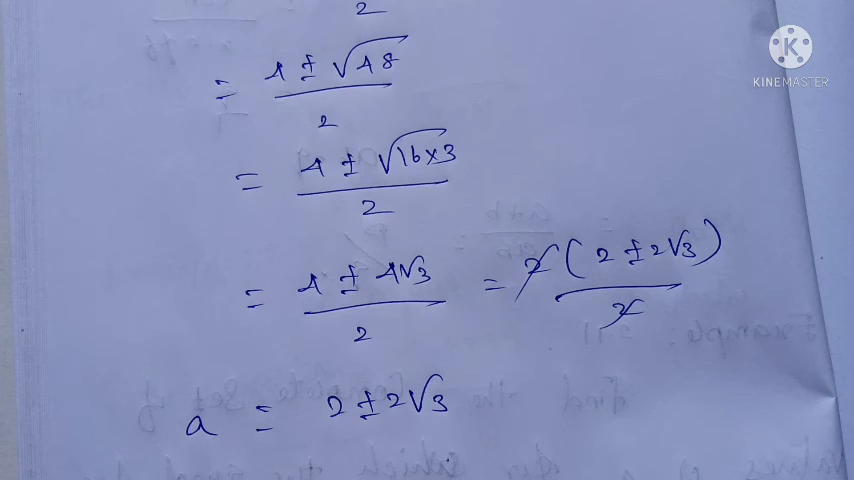 2
= 4 ± √48
2
KINEMASTER
= 4 ± √16×3
2
= 4 ± 4√3 = 2(2 ± 2√3)
2 2
a = 2 ± 2√3